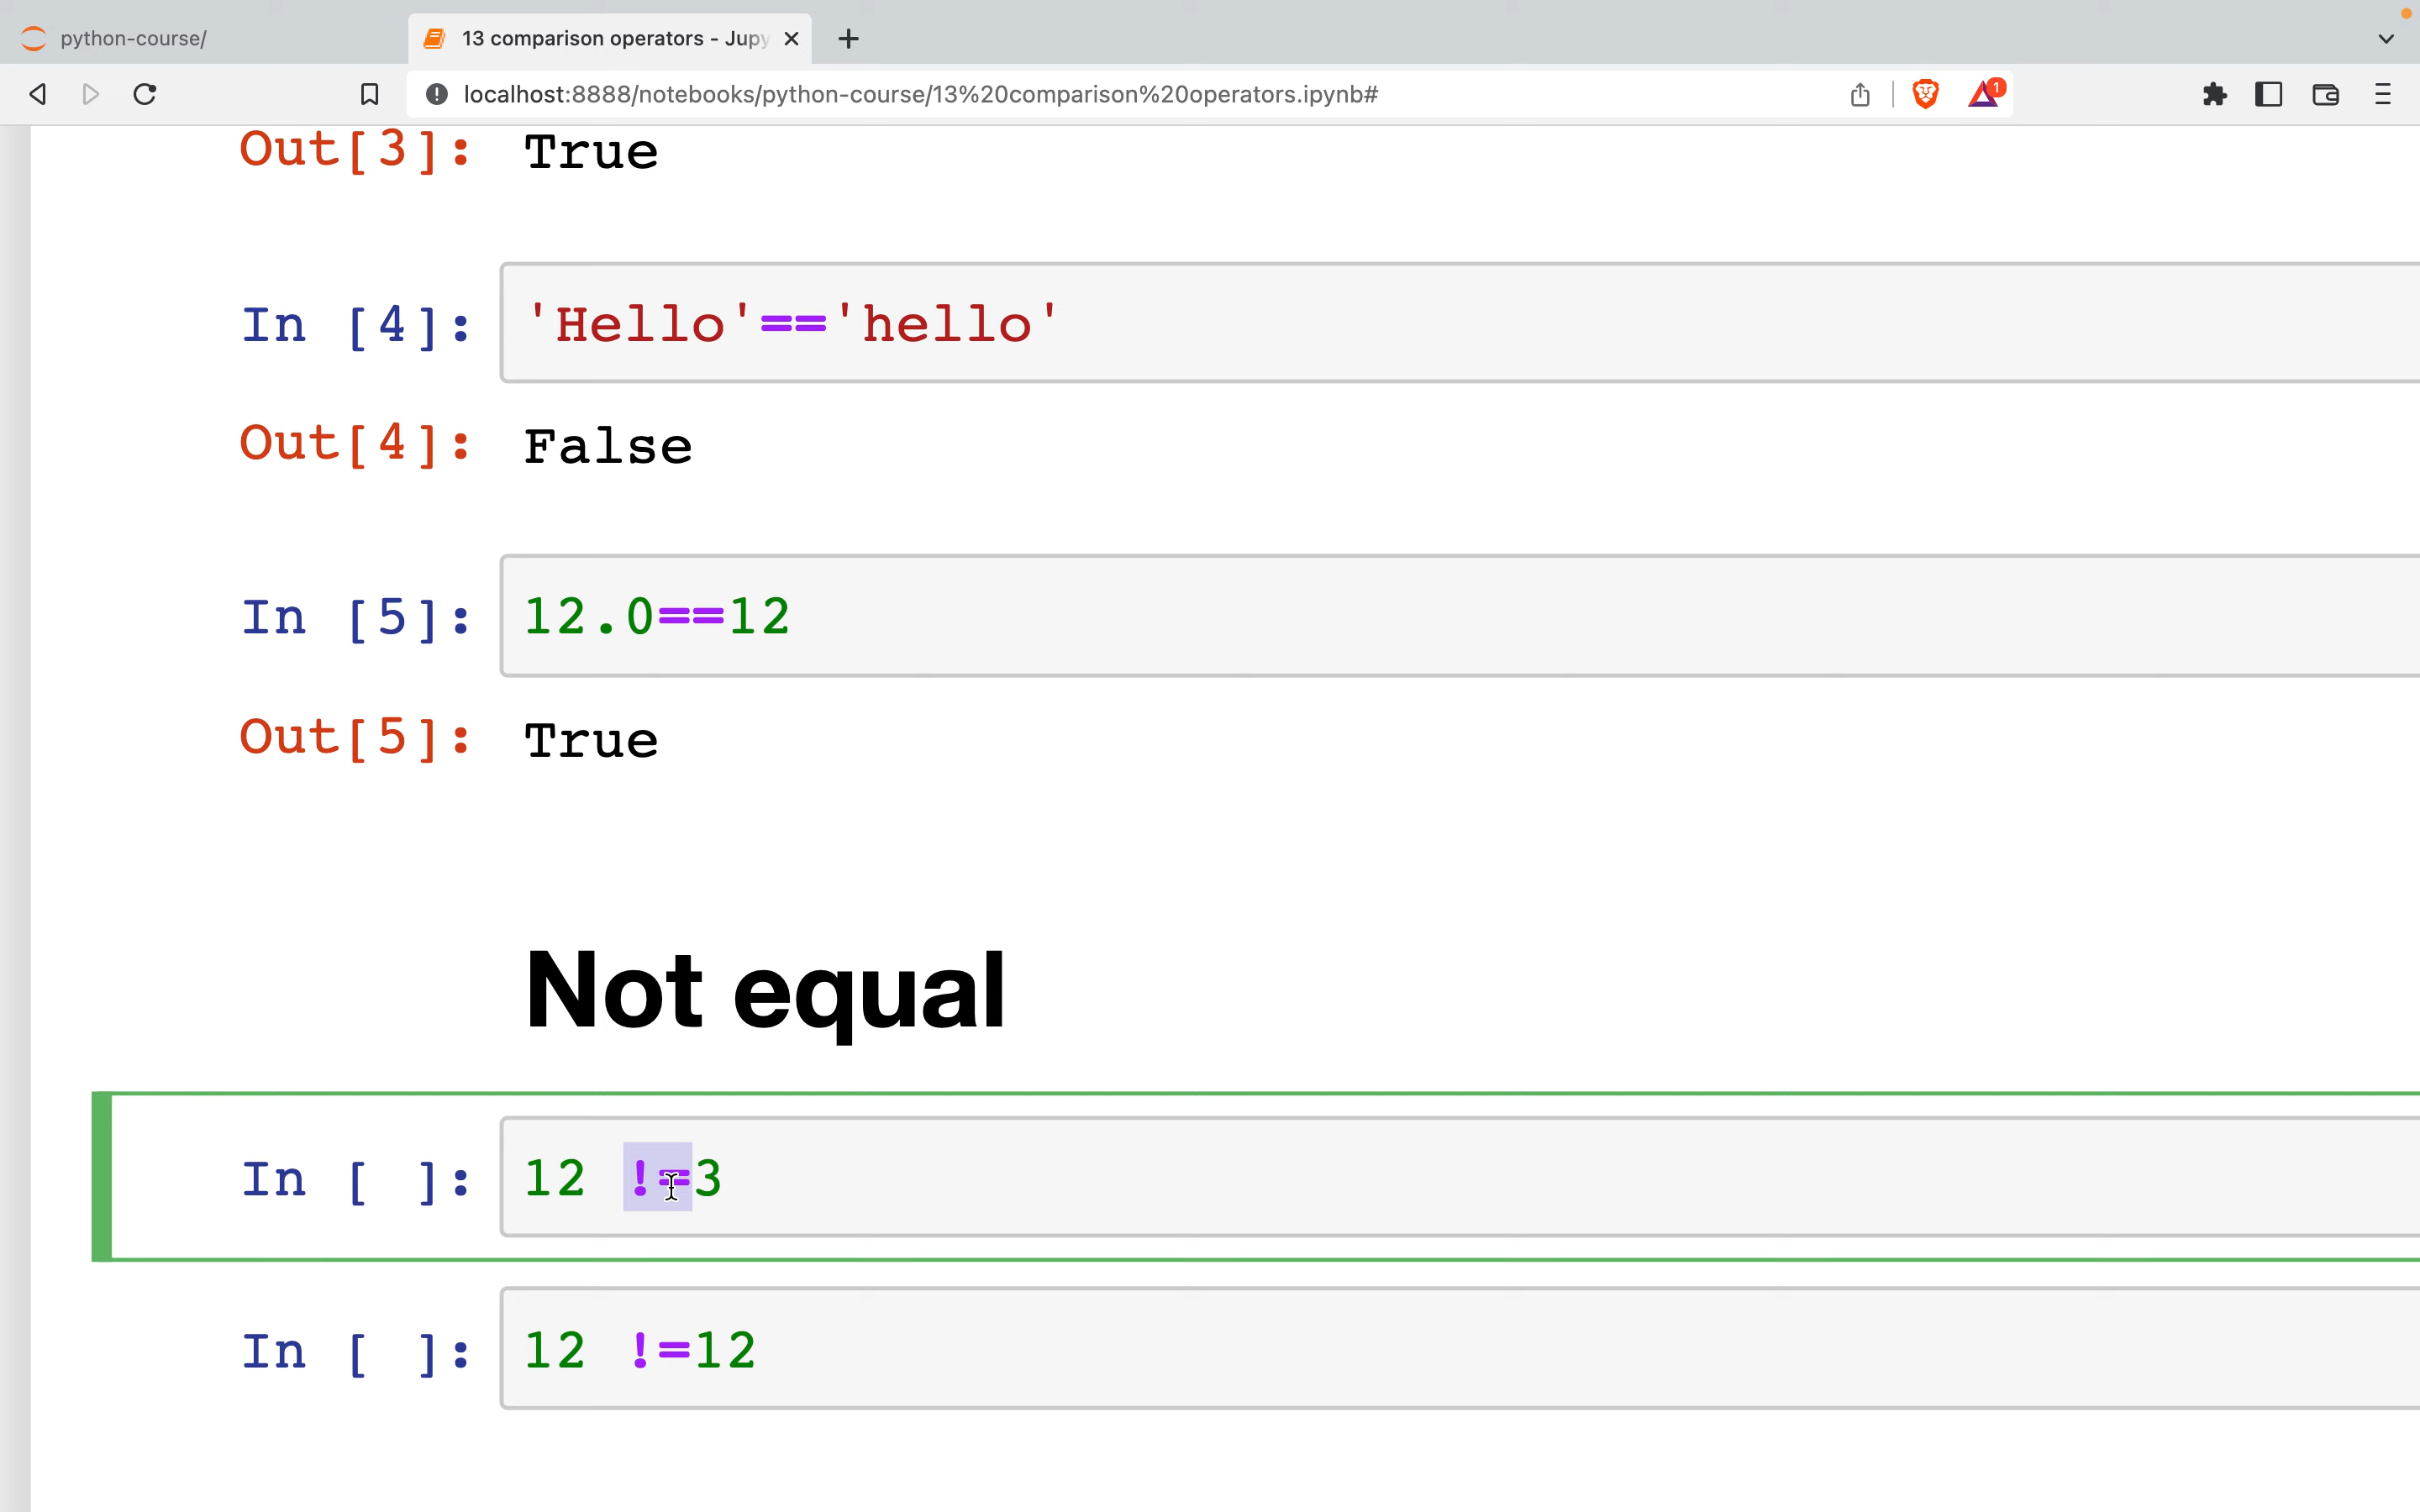 python-course/
13 comparison operators - Jupy
localhost:8888/notebooks/python-course/13%20comparison%20operators.ipynb#
1
Out[3]: True
In [4]: 'Hello'=='hello'
Out[4]: False
In [5]: 12.0==12
Out[5]: True
Not equal
In [ ]: 12 !=3
In [ ]: 12 !=12